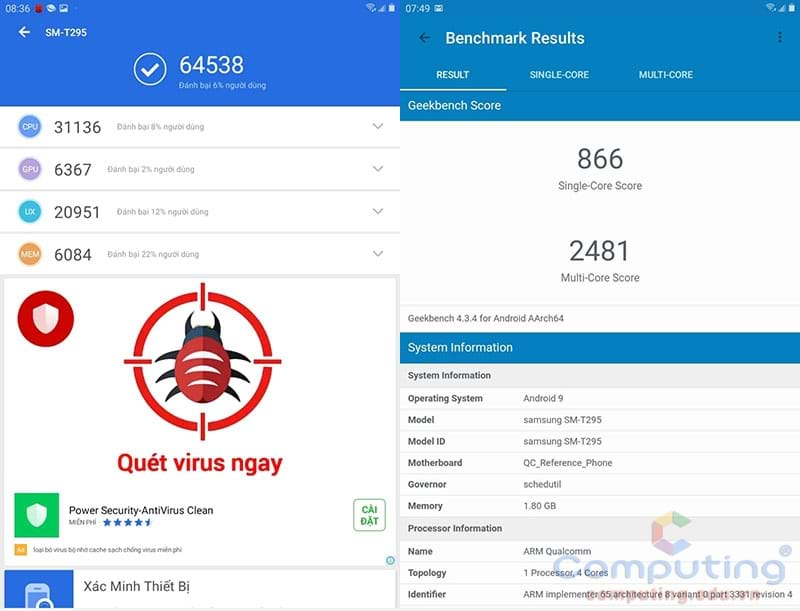 08:36
SM-T295
64538
Đánh bại 6% người dùng
CPU 31136 Đánh bại 8% người dùng
GPU 6367 Đánh bại 2% người dùng
UX 20951 Đánh bại 12% người dùng
MEM 6084 Đánh bại 22% người dùng
Quét virus ngay
Power Security-AntiVirus Clean
MIỄN PHÍ
CÀI ĐẶT
Ad loại bỏ virus bộ nhớ cache sạch chống virus miễn phí
Xác Minh Thiết Bị
07:49
Benchmark Results
RESULT SINGLE-CORE MULTI-CORE
Geekbench Score
866
Single-Core Score
2481
Multi-Core Score
Geekbench 4.3.4 for Android AArch64
System Information
System Information
Operating System Android 9
Model samsung SM-T295
Model ID samsung SM-T295
Motherboard QC_Reference_Phone
Governor schedutil
Memory 1.80 GB
Processor Information
Name ARM Qualcomm
Topology 1 Processor, 4 Cores
Identifier ARM implementer 65 architecture 8 variant 0 part 3331 revision 4
Computing®
computing.edu.vn